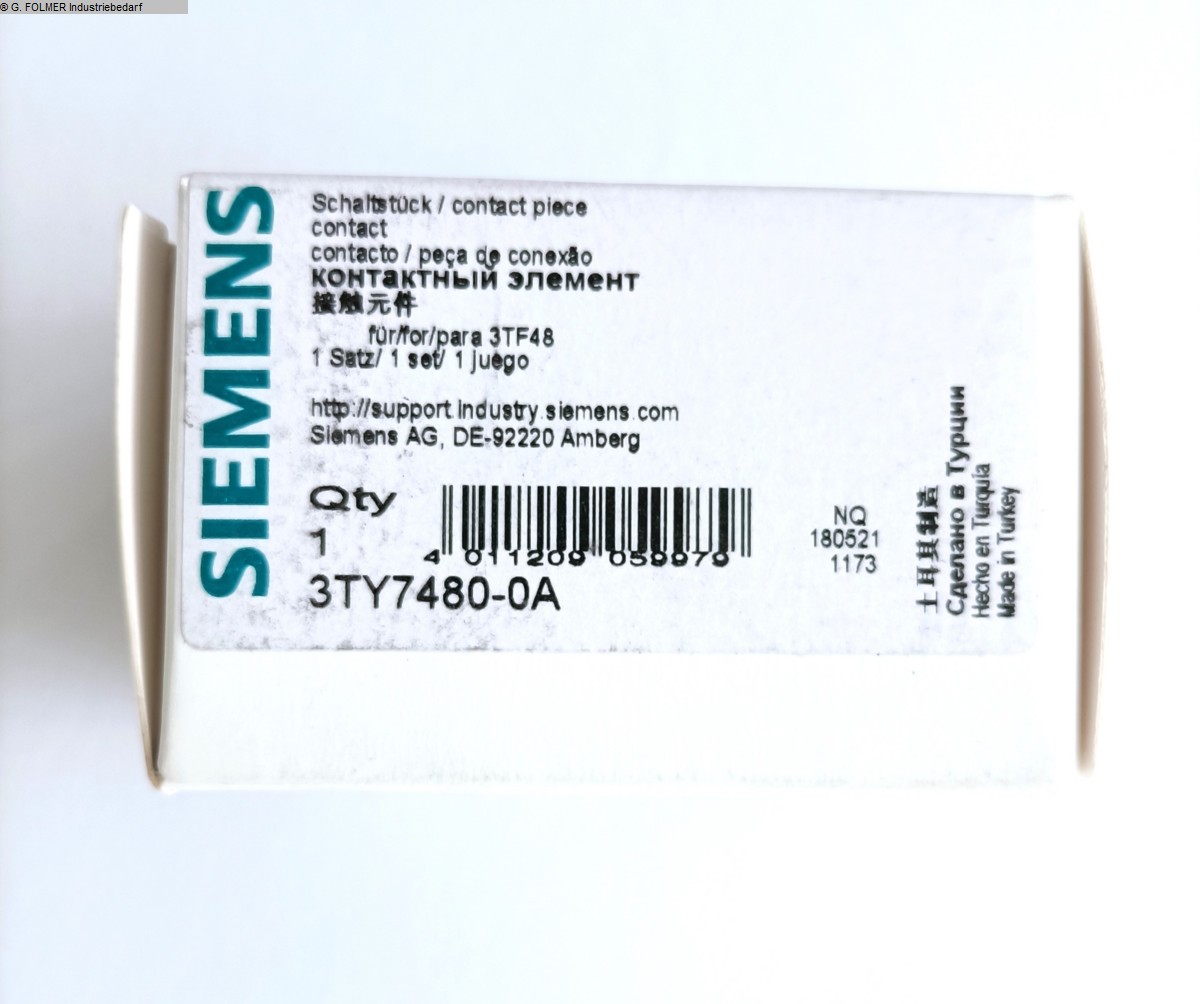 © G. FOLMER Industriebedarf
SIEMENS
Schaltstück / contact piece
contact
contacto / peça de conexão
контактный элемент
接触元件
für/for/para 3TF48
1 Satz/ 1 set/ 1 juego
http://support.industry.siemens.com
Siemens AG, DE-92220 Amberg
Qty
1
4 011209 059979
3TY7480-0A
NQ
180521
1173
土耳其制造
Сделано в Турции
Hecho en Turquía
Made in Turkey